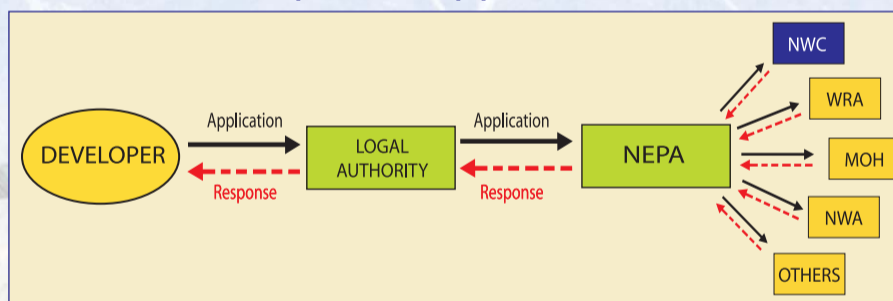 DEVELOPER
Application
Response
LOGAL
AUTHORITY
Application
Response
NEPA
NWC
WRA
MOH
NWA
OTHERS